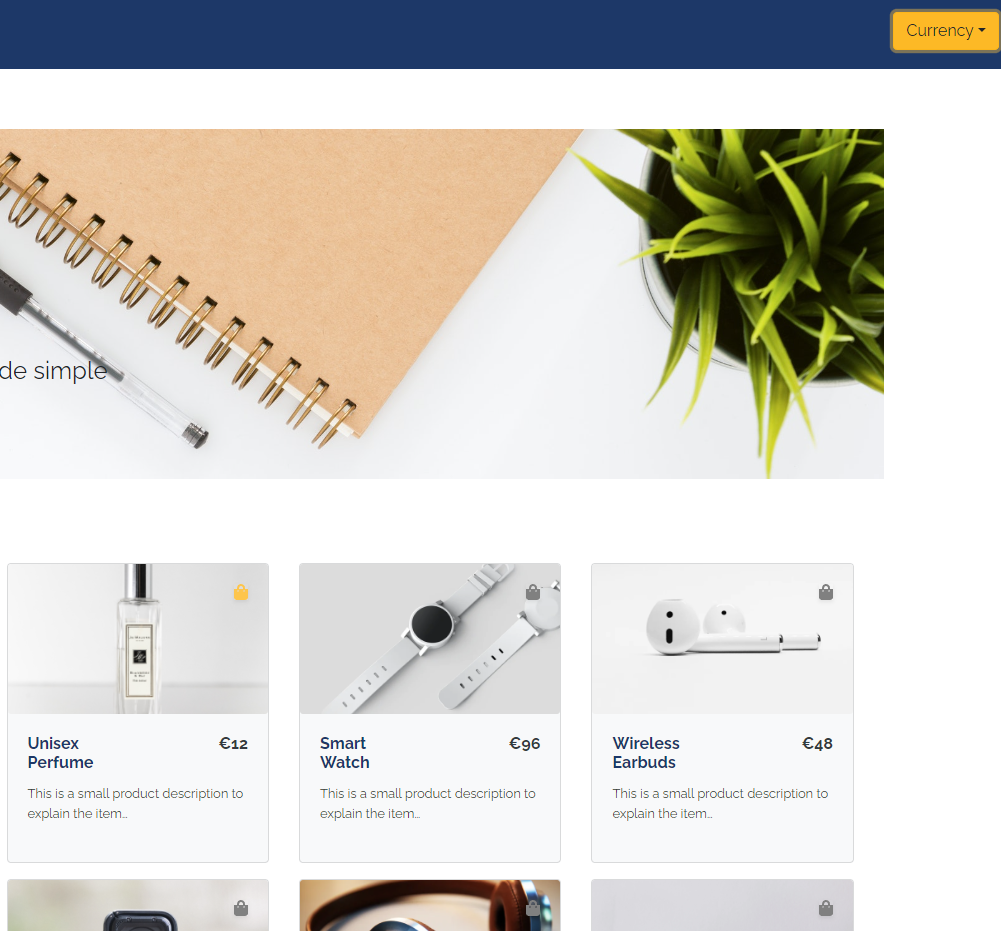 Currency
de simple
Unisex
Perfume
€12
This is a small product description to
explain the item...
Smart
Watch
€96
This is a small product description to
explain the item...
Wireless
Earbuds
€48
This is a small product description to
explain the item...